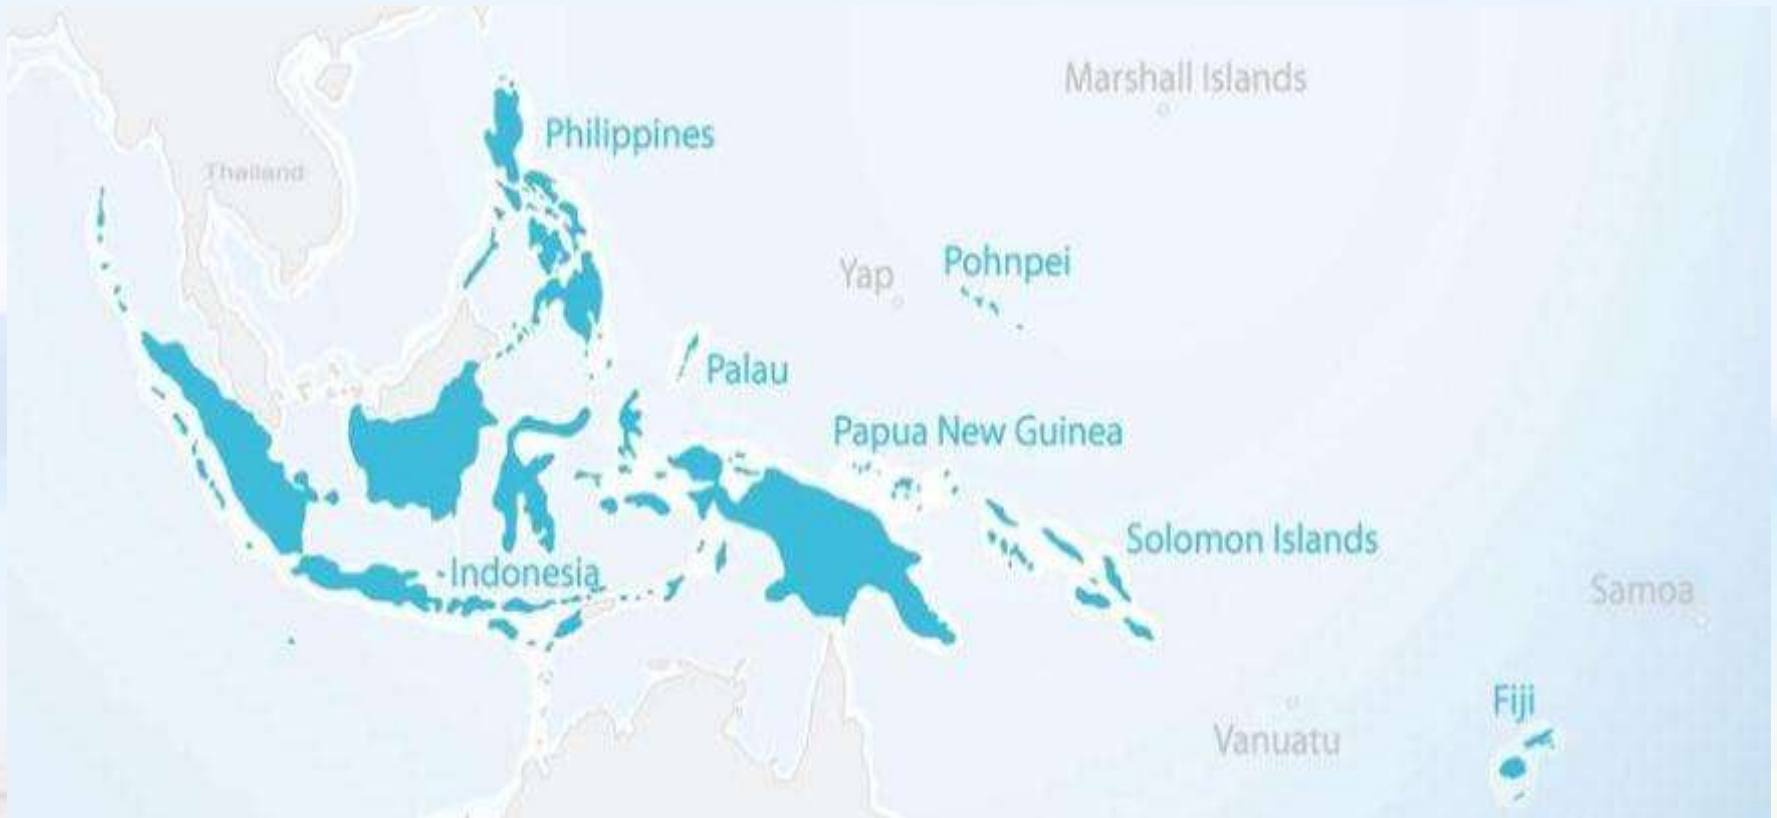 Marshall Islands
Philippines
Thailand
Yap
Pohnpei
Palau
Papua New Guinea
Solomon Islands
Indonesia
Samoa
Fiji
Vanuatu